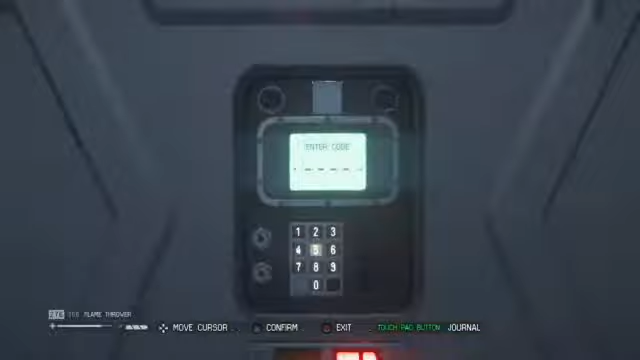 ENTER CODE
1 2 3
4 5 6
7 8 9
0
FLAME THROWER
MOVE CURSOR CONFIRM EXIT TOUCH PAD BUTTON JOURNAL